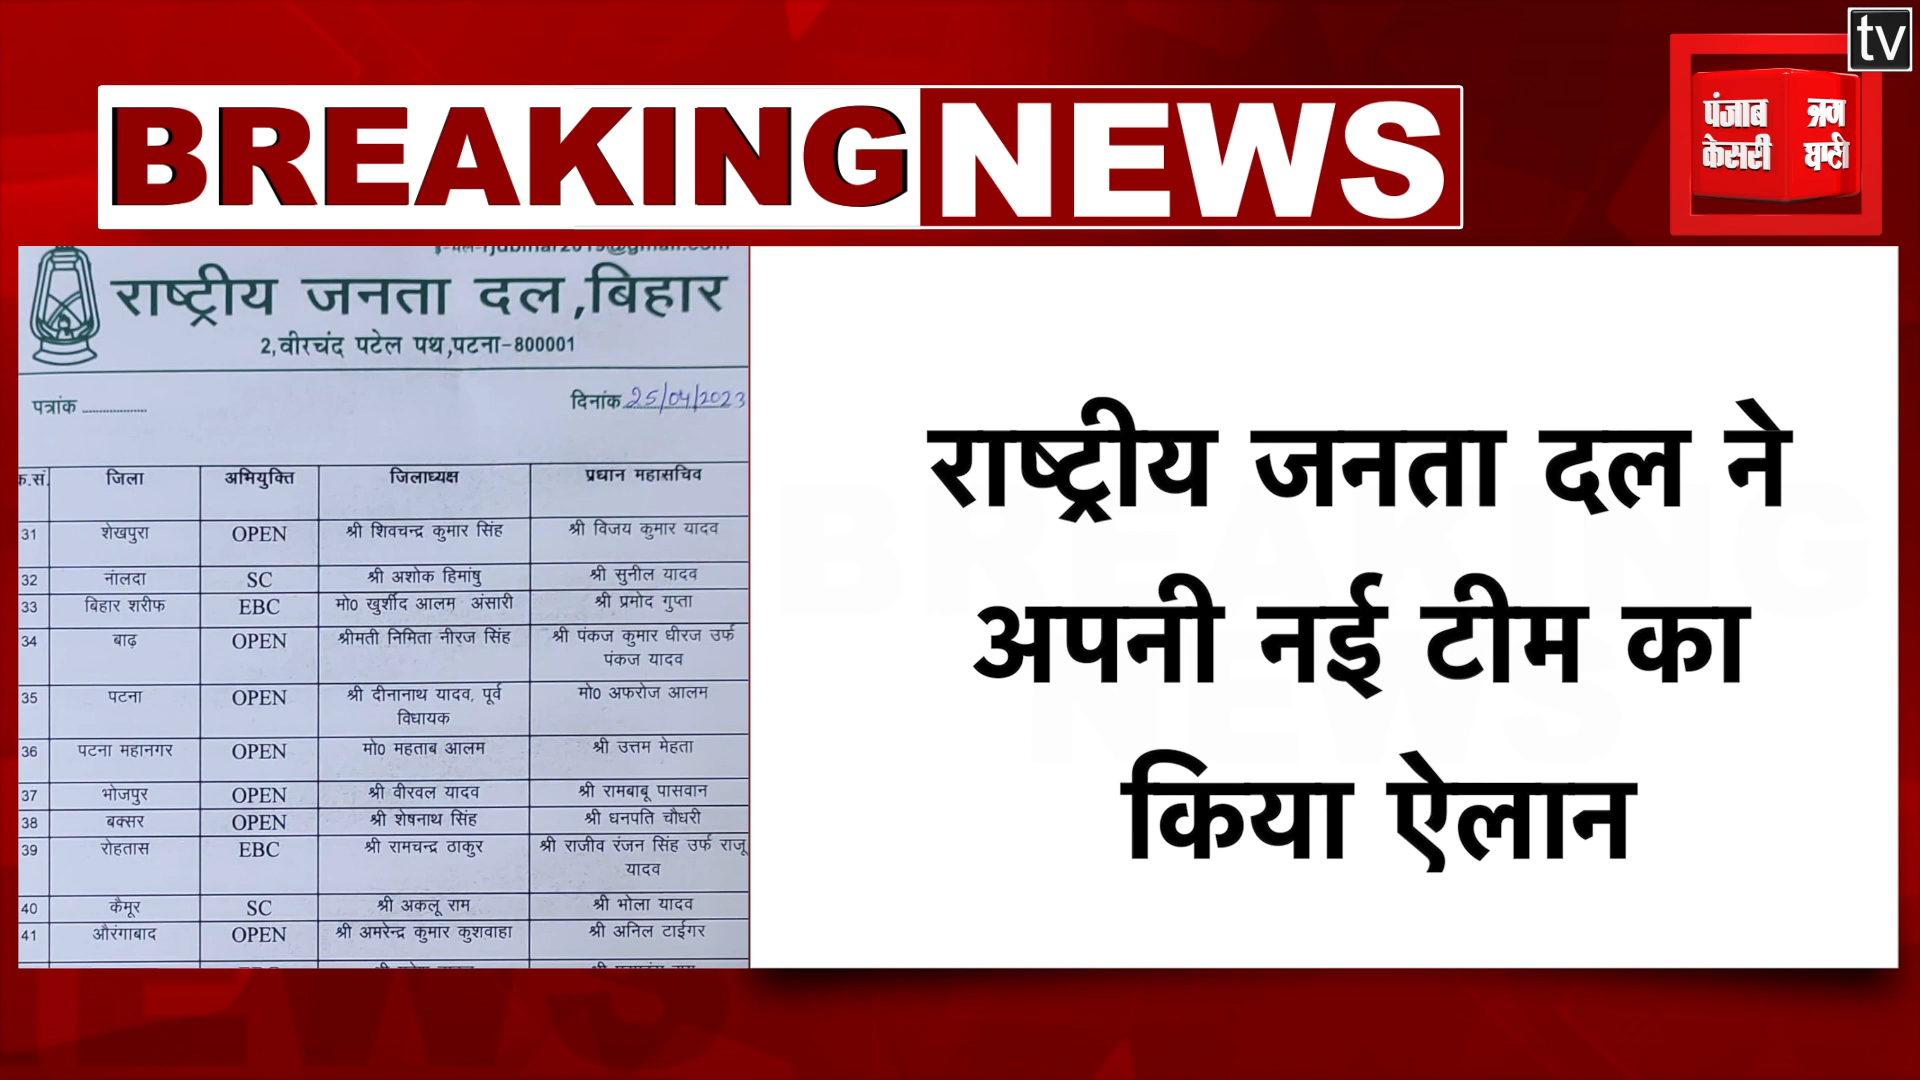 tv
BREAKING NEWS
पंजाब
केसरी
राष्ट्रीय जनता दल,बिहार
2,वीरचंद पटेल पथ,पटना-800001
पत्रांक ..................
दिनांक 25/04/2023
क.सं. जिला अभियुक्ति जिलाध्यक्ष प्रधान महासचिव
31 शेखपुरा OPEN श्री शिवचन्द्र कुमार सिंह श्री विजय कुमार यादव
32 नांलदा SC श्री अशोक हिमांषु श्री सुनील यादव
33 बिहार शरीफ EBC मो0 खुर्शीद आलम अंसारी श्री प्रमोद गुप्ता
34 बाढ़ OPEN श्रीमती निमिता नीरज सिंह श्री पंकज कुमार धीरज उर्फ
पंकज यादव
35 पटना OPEN श्री दीनानाथ यादव, पूर्व मो0 अफरोज आलम
विधायक
36 पटना महानगर OPEN मो0 महताब आलम श्री उत्तम मेहता
37 भोजपुर OPEN श्री वीरवल यादव श्री रामबाबू पासवान
38 बक्सर OPEN श्री शेषनाथ सिंह श्री धनपति चौधरी
39 रोहतास EBC श्री रामचन्द्र ठाकुर श्री राजीव रंजन सिंह उर्फ राजू
यादव
40 कैमूर SC श्री अकलू राम श्री भोला यादव
41 औरंगाबाद OPEN श्री अमरेन्द्र कुमार कुशवाहा श्री अनिल टाईगर
राष्ट्रीय जनता दल ने
अपनी नई टीम का
किया ऐलान